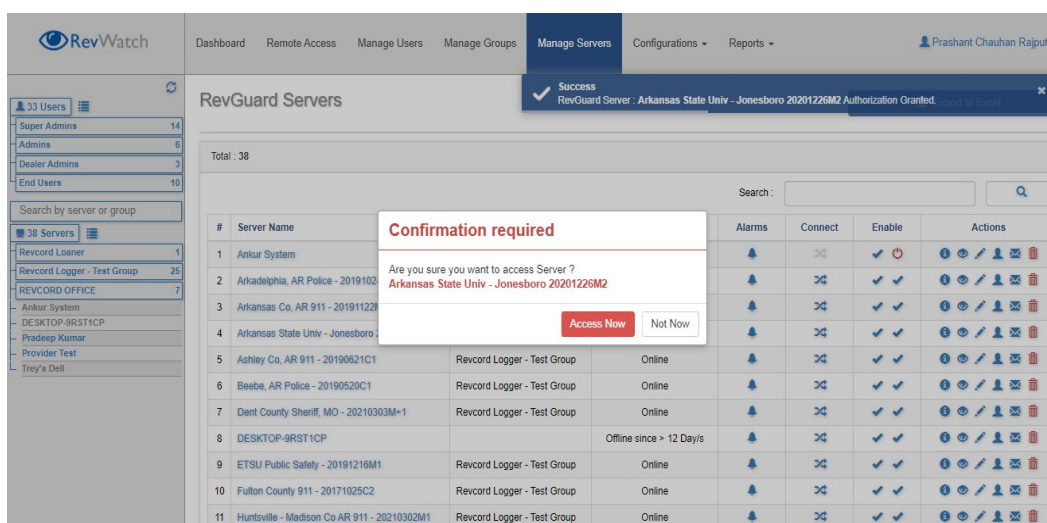 RevWatch
Dashboard Remote Access Manage Users Manage Groups Manage Servers Configurations Reports Prashant Chauhan Rajput
33 Users
Super Admins 14
Admins 6
Dealer Admins 3
End Users 10
Search by server or group
38 Servers
Revcord Loaner 1
Revcord Logger - Test Group 25
REVCORD OFFICE 7
Ankur System
DESKTOP-9RST1CP
Pradeep Kumar
Provider Test
Trey's Dell
RevGuard Servers
Success
RevGuard Server : Arkansas State Univ - Jonesboro 20201226M2 Authorization Granted.
Export to Excel
Total : 38
Search :
# Server Name Alarms Connect Enable Actions
1 Ankur System
2 Arkadelphia, AR Police - 2019102
3 Arkansas Co, AR 911 - 20191122
4 Arkansas State Univ - Jonesboro
5 Ashley Co, AR 911 - 20190621C1 Revcord Logger - Test Group Online
6 Beebe, AR Police - 20190520C1 Revcord Logger - Test Group Online
7 Dent County Sheriff, MO - 20210303M+1 Revcord Logger - Test Group Online
8 DESKTOP-9RST1CP Offline since > 12 Day/s
9 ETSU Public Safety - 20191216M1 Revcord Logger - Test Group Online
10 Fulton County 911 - 20171025C2 Revcord Logger - Test Group Online
11 Huntsville - Madison Co AR 911 - 20210302M1 Revcord Logger - Test Group Online
Confirmation required
Are you sure you want to access Server ?
Arkansas State Univ - Jonesboro 20201226M2
Access Now Not Now